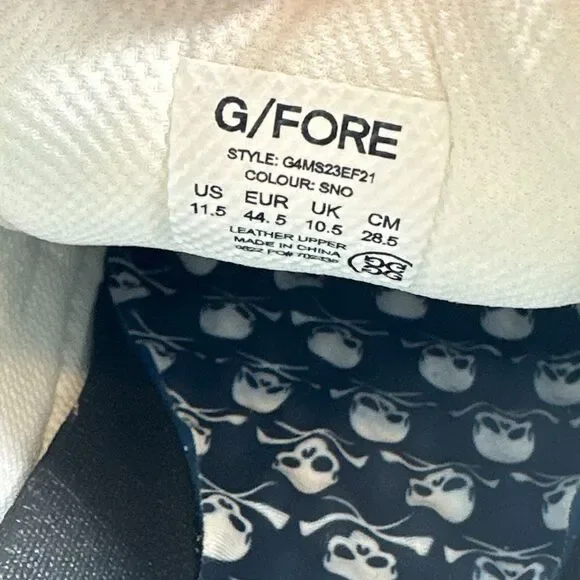 G/FORE
STYLE: G4MS23EF21
COLOUR: SNO
US EUR UK CM
11.5 44.5 10.5 28.5
LEATHER UPPER
MADE IN CHINA
PO#